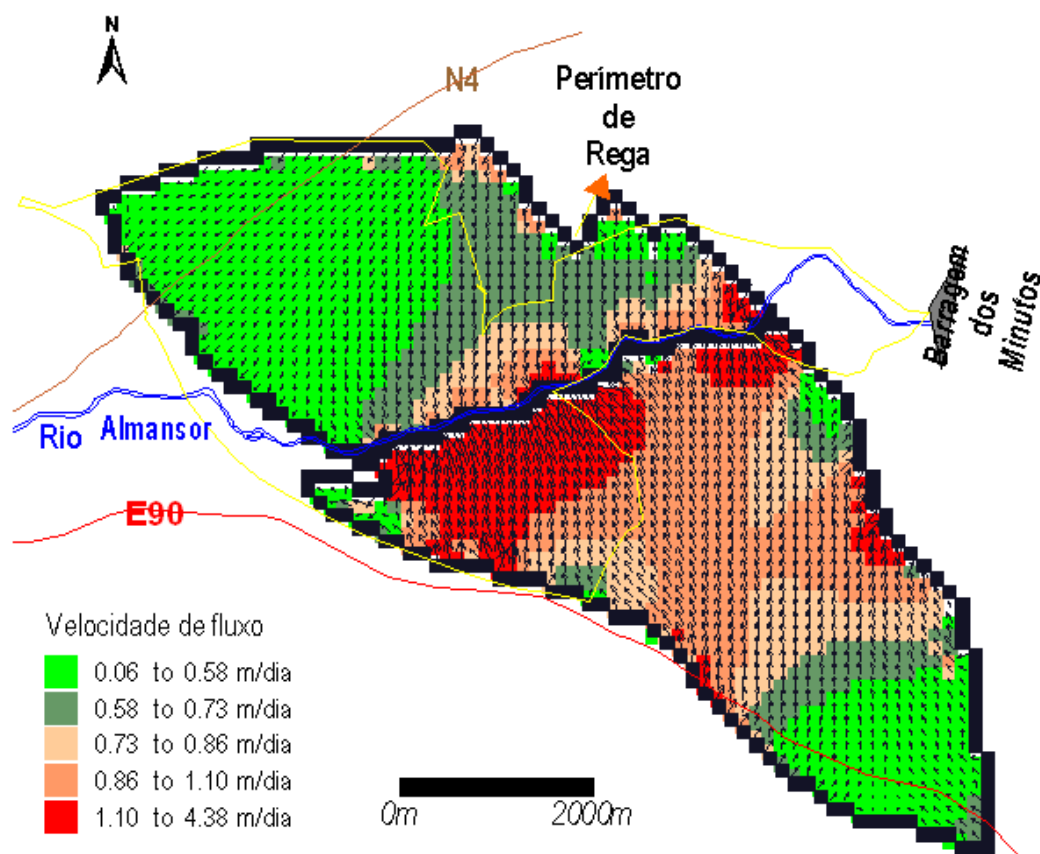 N
N4
Perímetro
de
Rega
Barragem
dos
Minutos
Rio Almansor
E90
Velocidade de fluxo
0.06 to 0.58 m/dia
0.58 to 0.73 m/dia
0.73 to 0.86 m/dia
0.86 to 1.10 m/dia
1.10 to 4.38 m/dia
0m 2000m